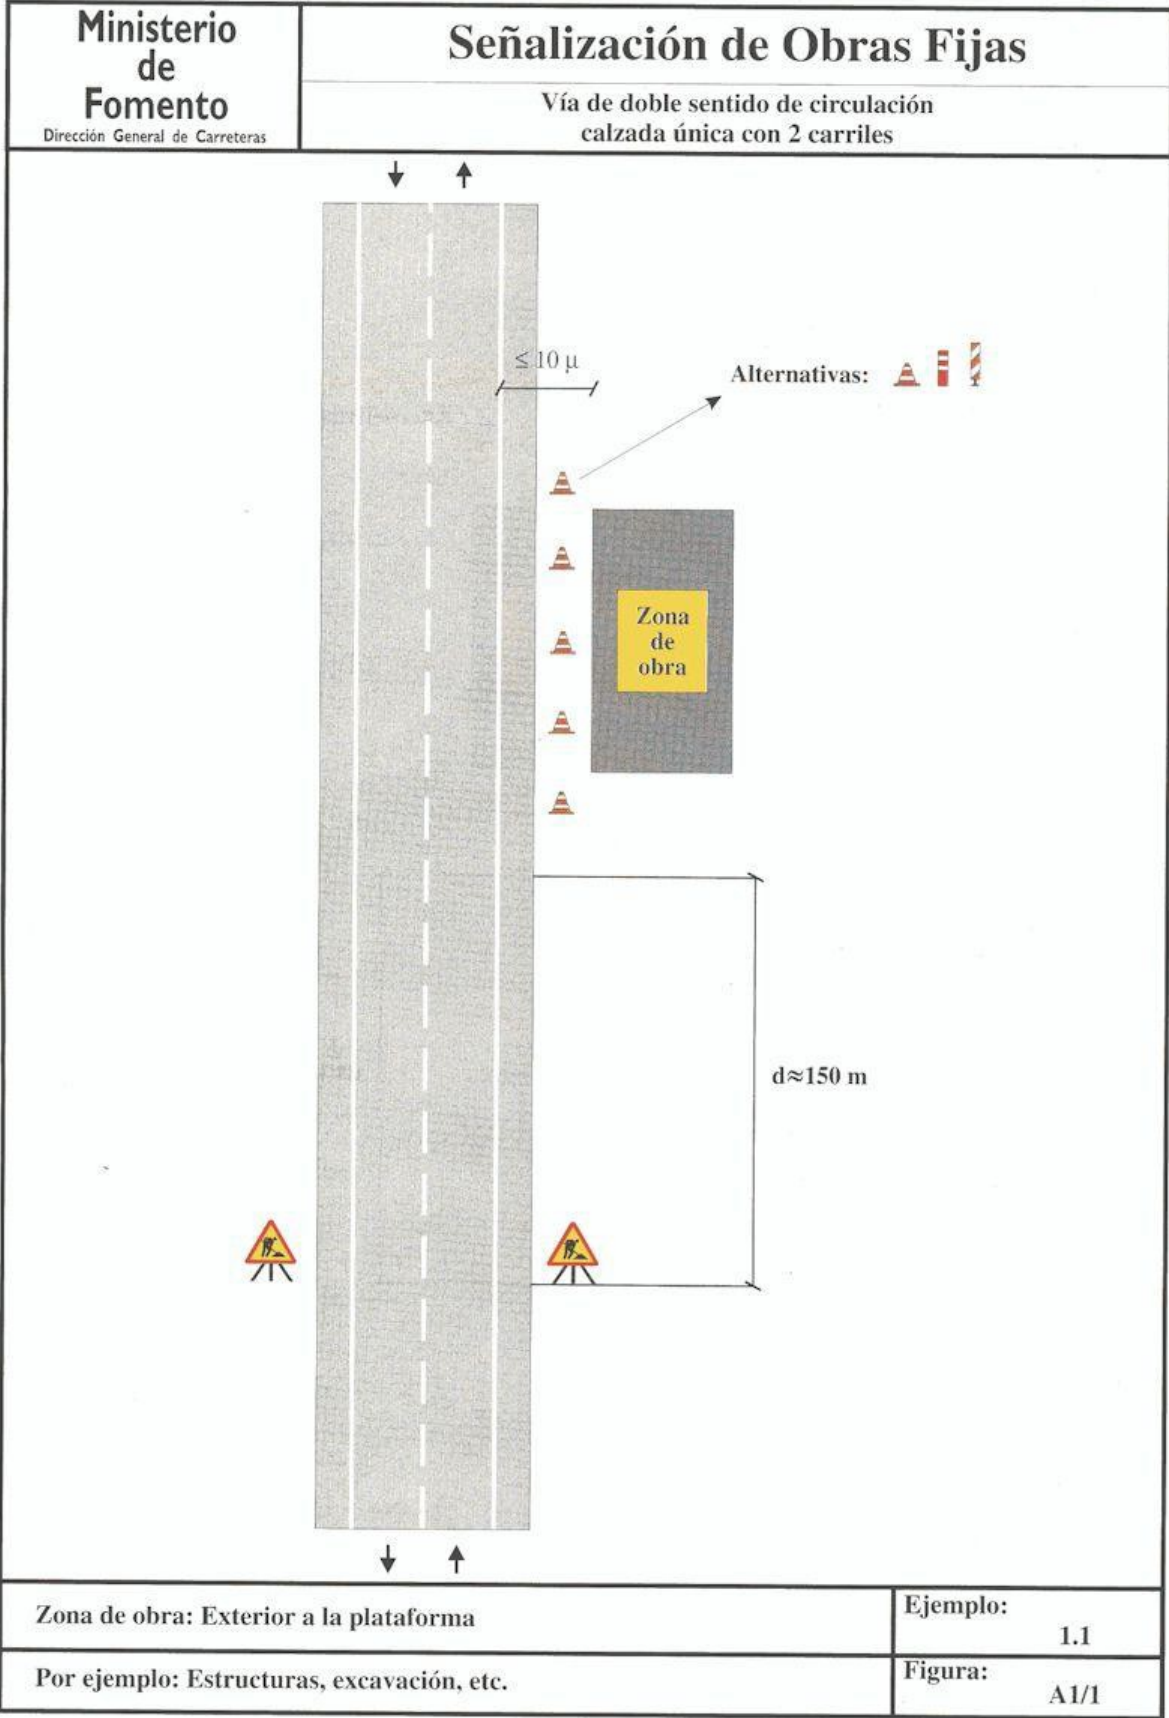 Ministerio
de
Fomento
Dirección General de Carreteras
Señalización de Obras Fijas
Vía de doble sentido de circulación
calzada única con 2 carriles
≤ 10 μ
Alternativas:
Zona
de
obra
d≈150 m
Zona de obra: Exterior a la plataforma
Ejemplo:
1.1
Por ejemplo: Estructuras, excavación, etc.
Figura:
A1/1